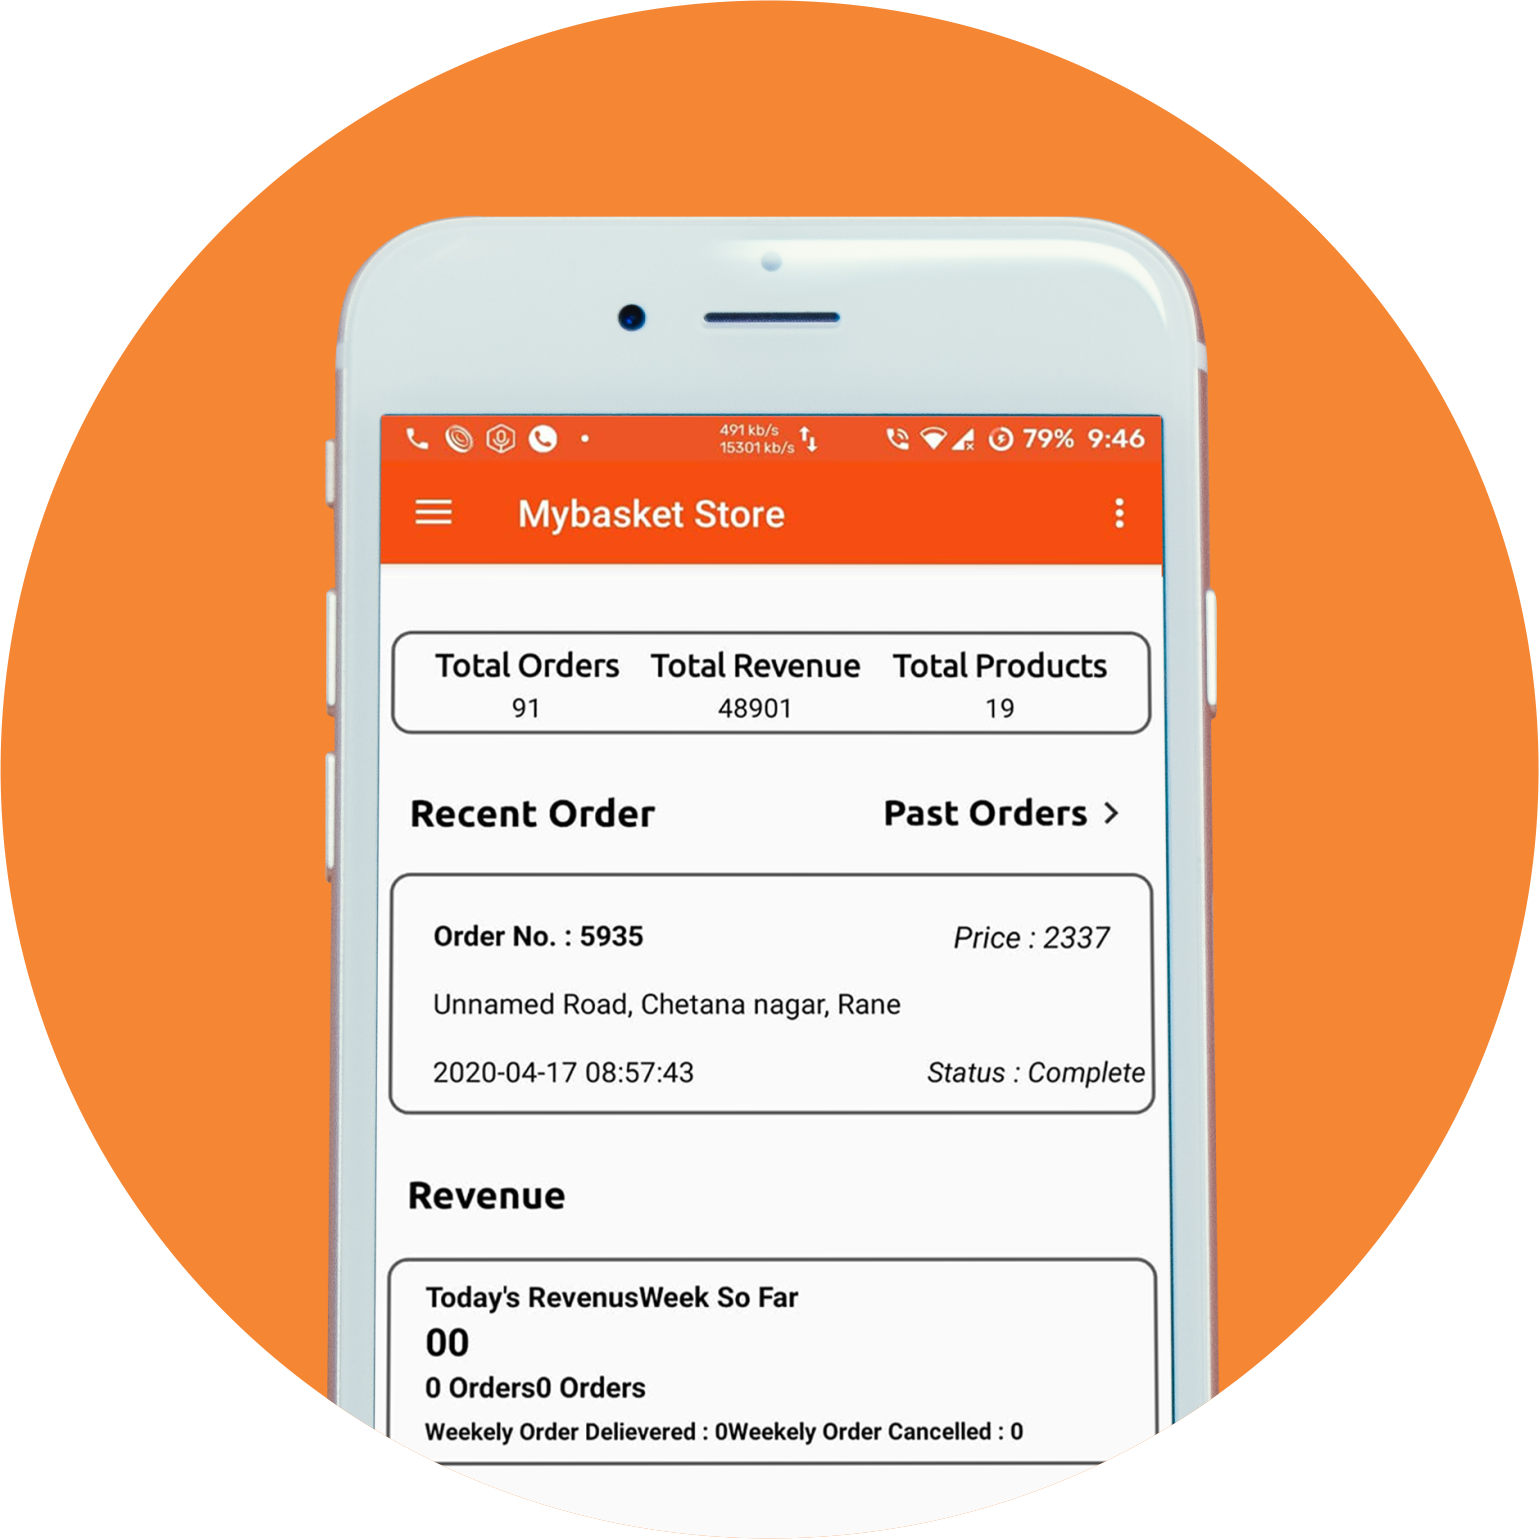 491 kb/s
15301 kb/s
79% 9:46
Mybasket Store
Total Orders Total Revenue Total Products
91 48901 19
Recent Order Past Orders >
Order No. : 5935 Price : 2337
Unnamed Road, Chetana nagar, Rane
2020-04-17 08:57:43 Status : Complete
Revenue
Today's RevenusWeek So Far
00
0 Orders0 Orders
Weekely Order Delievered : 0Weekely Order Cancelled : 0